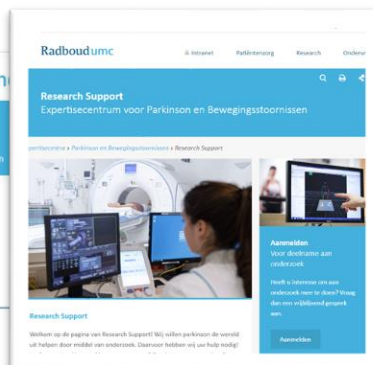 Radboudumc
Intranet Patiëntenzorg Research
Research Support
Expertisecentrum voor Parkinson en Bewegingsstoornissen
Parkinson en Bewegingsstoornissen » Research Support
Aanmelden
Voor deelname aan
onderzoek
Heeft u interesse om aan
onderzoek mee te doen? Vraag
dan een vrijblijvend gesprek
aan.
Aanmelden
Research Support
Welkom op de pagina van Research Support! Wij willen parkinson de wereld
uit helpen door middel van onderzoek. Daarvoor hebben wij uw hulp nodig!